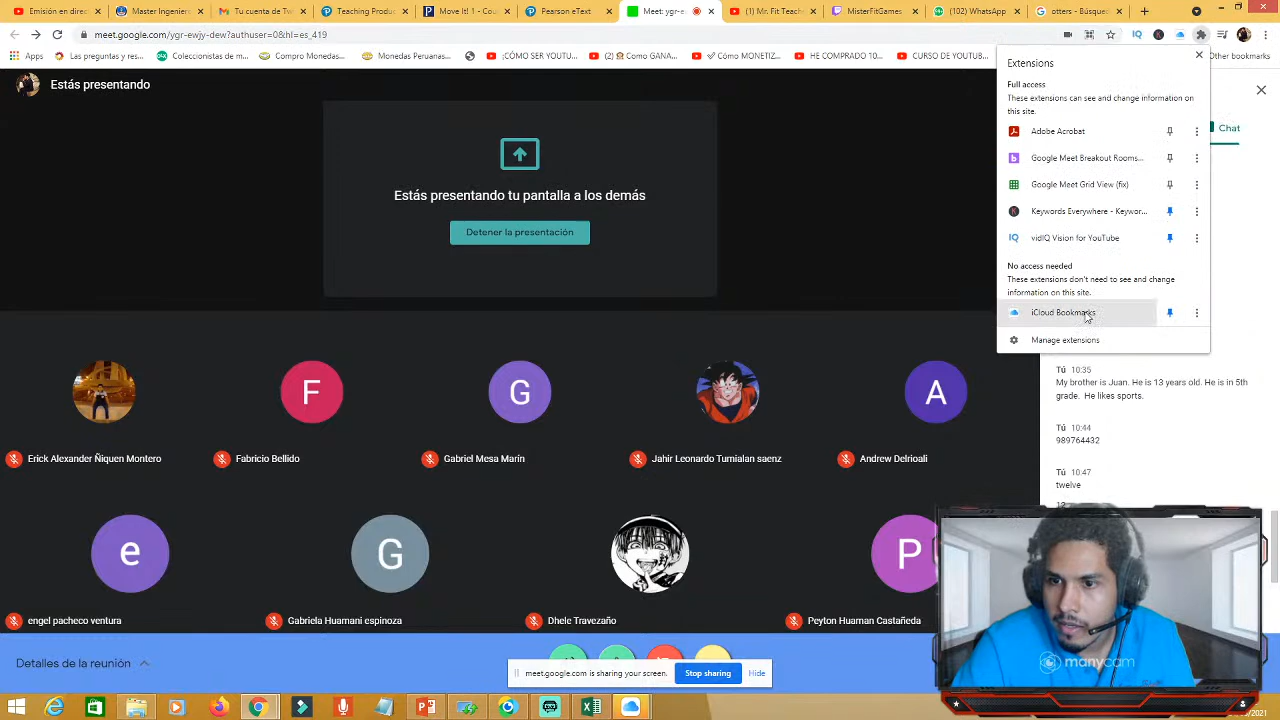 Emisión en direc
Master Ingenier
Tu cuenta de Tw
Teaching Produc
Move It! 1 - Cou
Pearson eText
Meet: ygr-e
(1) Mr. Fit Teach
MisterFitGames
(102) WhatsApp
otters - Búsque
meet.google.com/ygr-ewjy-dew?authuser=0&hl=es_419
Apps
Las preguntas y res...
Coleccionistas de m...
Compro Monedas...
Monedas Peruanas...
¡CÓMO SER YOUTU...
(2) Como GANA...
Cómo MONETIZ...
HE COMPRADO 10...
CURSO DE YOUTUB...
Other bookmarks
Estás presentando
Estás presentando tu pantalla a los demás
Detener la presentación
Extensions
Full access
These extensions can see and change information on
this site.
Adobe Acrobat
Google Meet Breakout Rooms...
Google Meet Grid View (fix)
Keywords Everywhere - Keywor...
IQ vidIQ Vision for YouTube
No access needed
These extensions don't need to see and change
information on this site.
iCloud Bookmarks
Manage extensions
Chat
Tú 10:35
My brother is Juan. He is 13 years old. He is in 5th
grade. He likes sports.
Tú 10:44
989764432
Tú 10:47
twelve
F
G
A
Erick Alexander Ñiquen Montero
Fabricio Bellido
Gabriel Mesa Marín
Jahir Leonardo Tumialan saenz
Andrew Delrioali
e
G
P
engel pacheco ventura
Gabriela Huamani espinoza
Dhele Travezaño
Peyton Huaman Castañeda
Detalles de la reunión
meet.google.com is sharing your screen.
Stop sharing
Hide
manycam